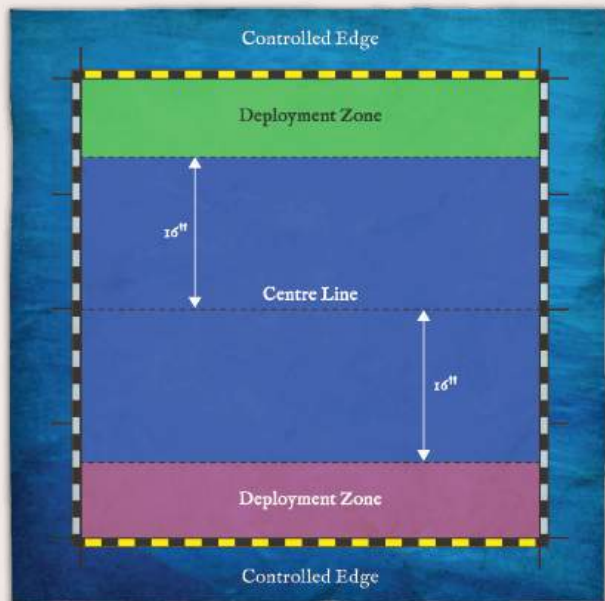 Controlled Edge
Deployment Zone
16"
Centre Line
16"
Deployment Zone
Controlled Edge